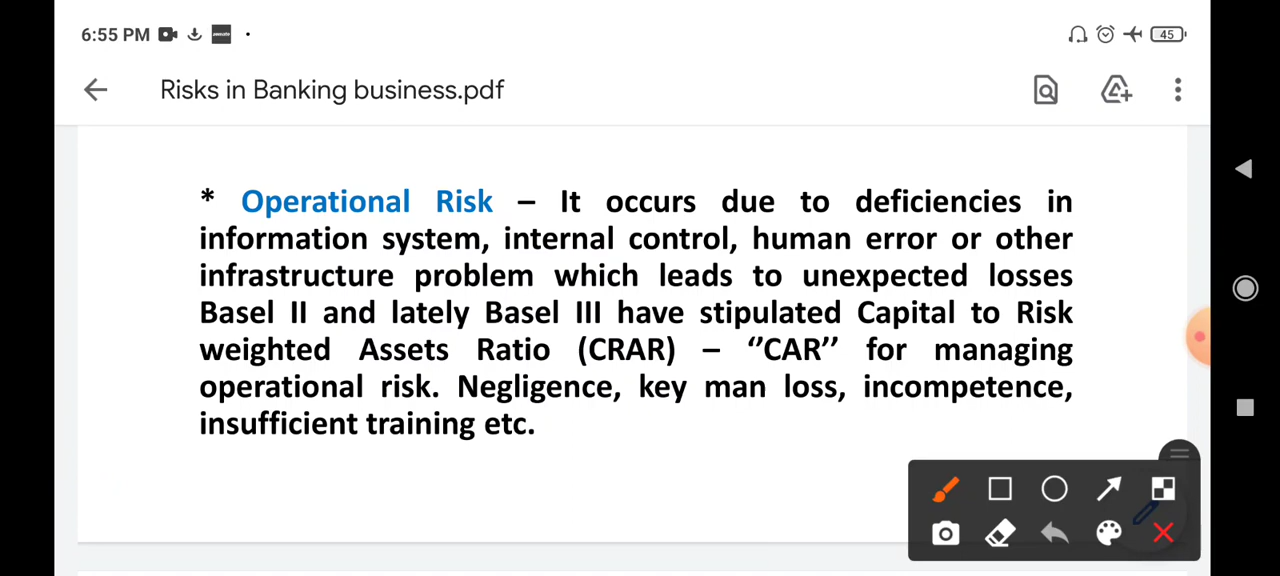 6:55 PM
45
Risks in Banking business.pdf
* Operational Risk – It occurs due to deficiencies in
information system, internal control, human error or other
infrastructure problem which leads to unexpected losses
Basel II and lately Basel III have stipulated Capital to Risk
weighted Assets Ratio (CRAR) – ‘’CAR’’ for managing
operational risk. Negligence, key man loss, incompetence,
insufficient training etc.